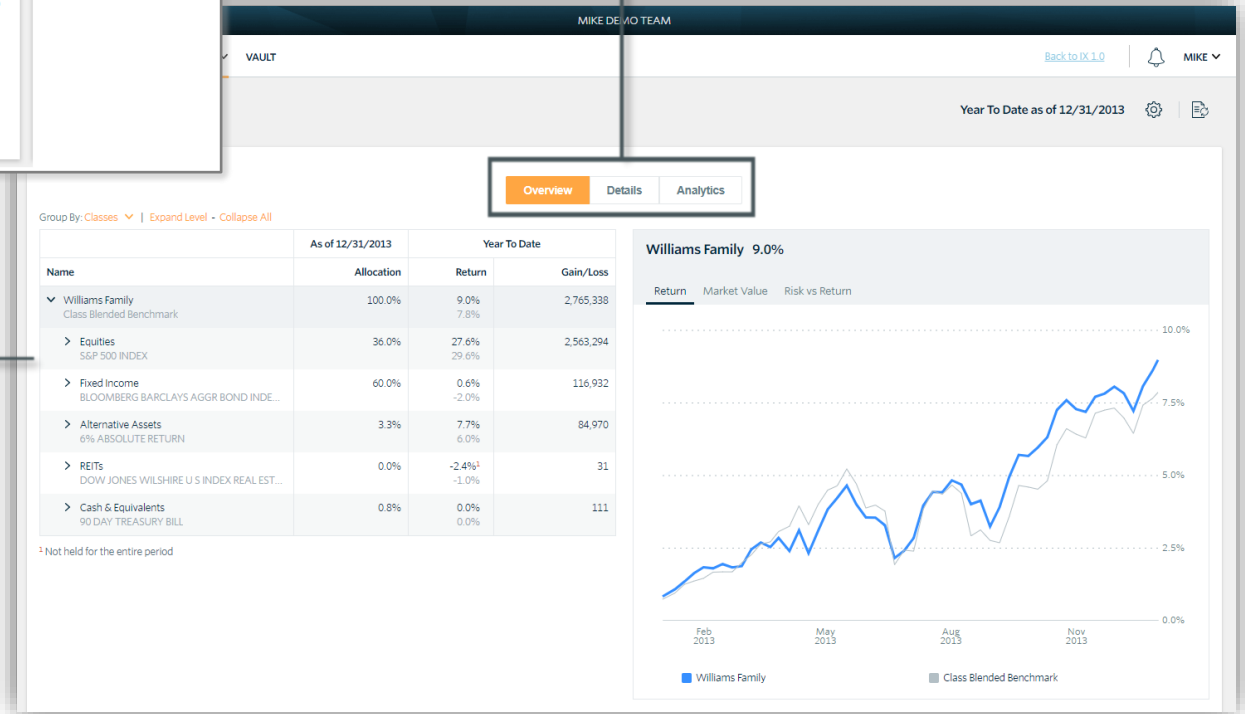 MIKE DEMO TEAM
VAULT
Back to IX 1.0
MIKE
Year To Date as of 12/31/2013
Overview Details Analytics
Group By: Classes | Expand Level - Collapse All
As of 12/31/2013 Year To Date
Name Allocation Return Gain/Loss
Williams Family 100.0% 9.0% 2,765,338
Class Blended Benchmark 7.8%
Equities 36.0% 27.6% 2,563,294
S&P 500 INDEX 29.6%
Fixed Income 60.0% 0.6% 116,932
BLOOMBERG BARCLAYS AGGR BOND INDE... -2.0%
Alternative Assets 3.3% 7.7% 84,970
6% ABSOLUTE RETURN 6.0%
REITs 0.0% -2.4%¹ 31
DOW JONES WILSHIRE U S INDEX REAL EST... -1.0%
Cash & Equivalents 0.8% 0.0% 111
90 DAY TREASURY BILL 0.0%
¹ Not held for the entire period
Williams Family 9.0%
Return Market Value Risk vs Return
10.0%
7.5%
5.0%
2.5%
0.0%
Feb May Aug Nov
2013 2013 2013 2013
Williams Family Class Blended Benchmark